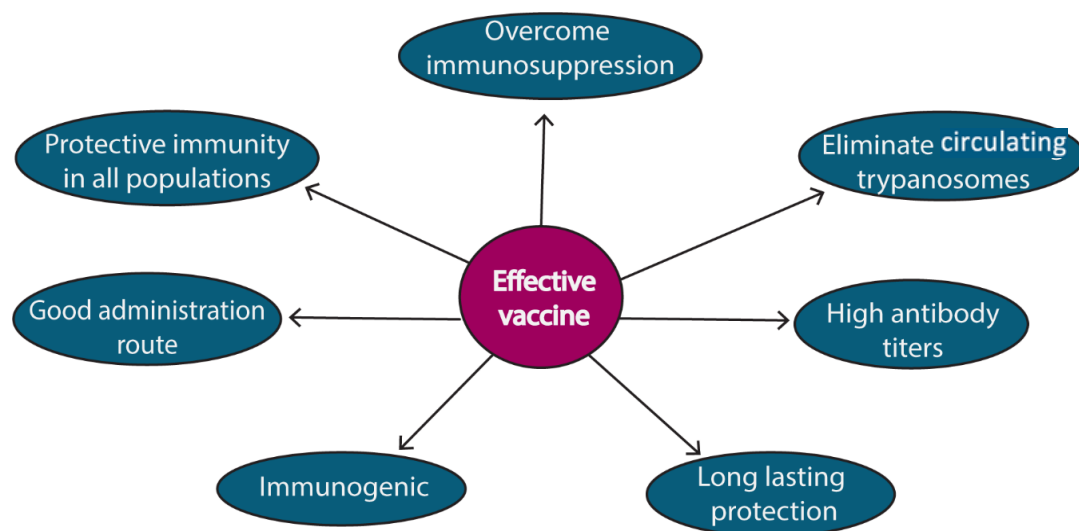 Overcome
immunosuppression
Protective immunity
in all populations
Eliminate circulating
trypanosomes
Effective
vaccine
Good administration
route
High antibody
titers
Immunogenic
Long lasting
protection